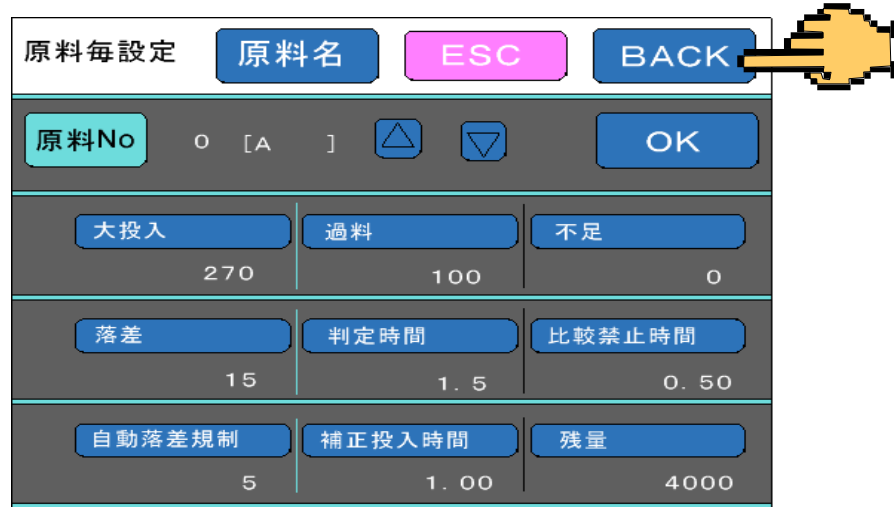 原料毎設定 原料名 ESC BACK
原料No 0 [A ] OK
大投入 過料 不足
270 100 0
落差 判定時間 比較禁止時間
15 1.5 0.50
自動落差規制 補正投入時間 残量
5 1.00 4000